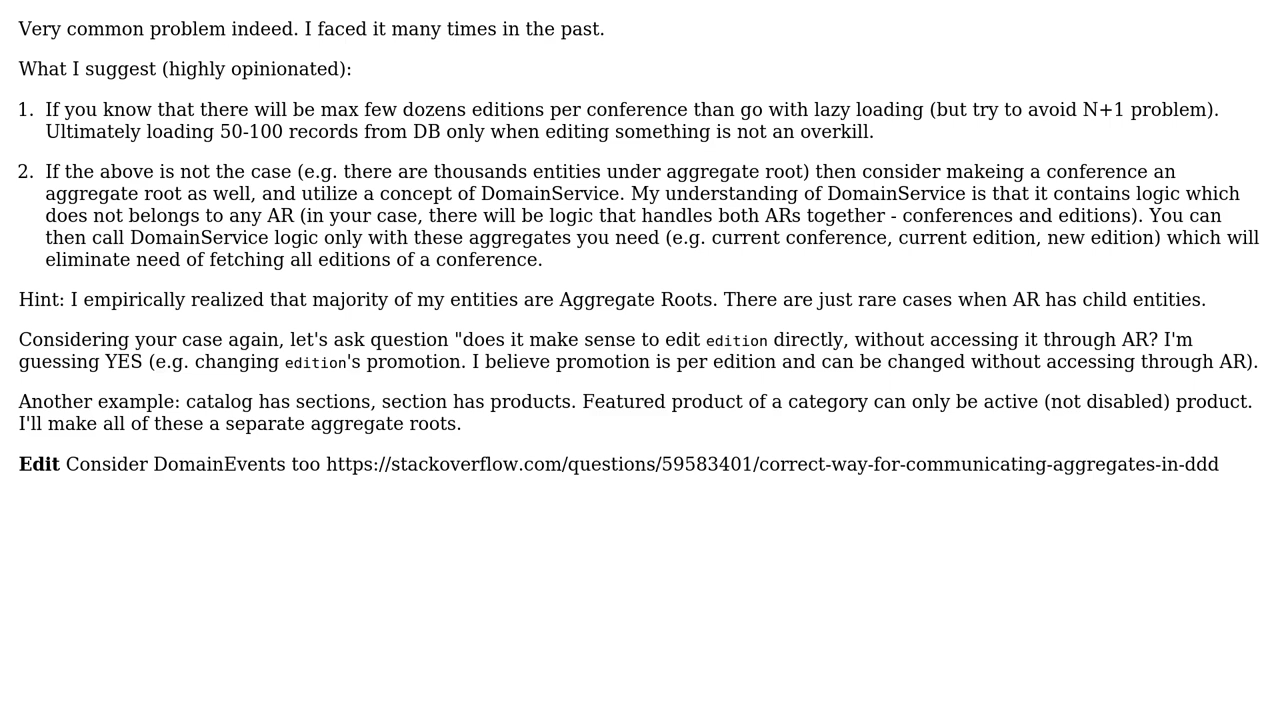 Very common problem indeed. I faced it many times in the past.
What I suggest (highly opinionated):
1. If you know that there will be max few dozens editions per conference than go with lazy loading (but try to avoid N+1 problem).
Ultimately loading 50-100 records from DB only when editing something is not an overkill.
2. If the above is not the case (e.g. there are thousands entities under aggregate root) then consider makeing a conference an
aggregate root as well, and utilize a concept of DomainService. My understanding of DomainService is that it contains logic which
does not belongs to any AR (in your case, there will be logic that handles both ARs together - conferences and editions). You can
then call DomainService logic only with these aggregates you need (e.g. current conference, current edition, new edition) which will
eliminate need of fetching all editions of a conference.
Hint: I empirically realized that majority of my entities are Aggregate Roots. There are just rare cases when AR has child entities.
Considering your case again, let's ask question "does it make sense to edit edition directly, without accessing it through AR? I'm
guessing YES (e.g. changing edition's promotion. I believe promotion is per edition and can be changed without accessing through AR).
Another example: catalog has sections, section has products. Featured product of a category can only be active (not disabled) product.
I'll make all of these a separate aggregate roots.
Edit Consider DomainEvents too https://stackoverflow.com/questions/59583401/correct-way-for-communicating-aggregates-in-ddd